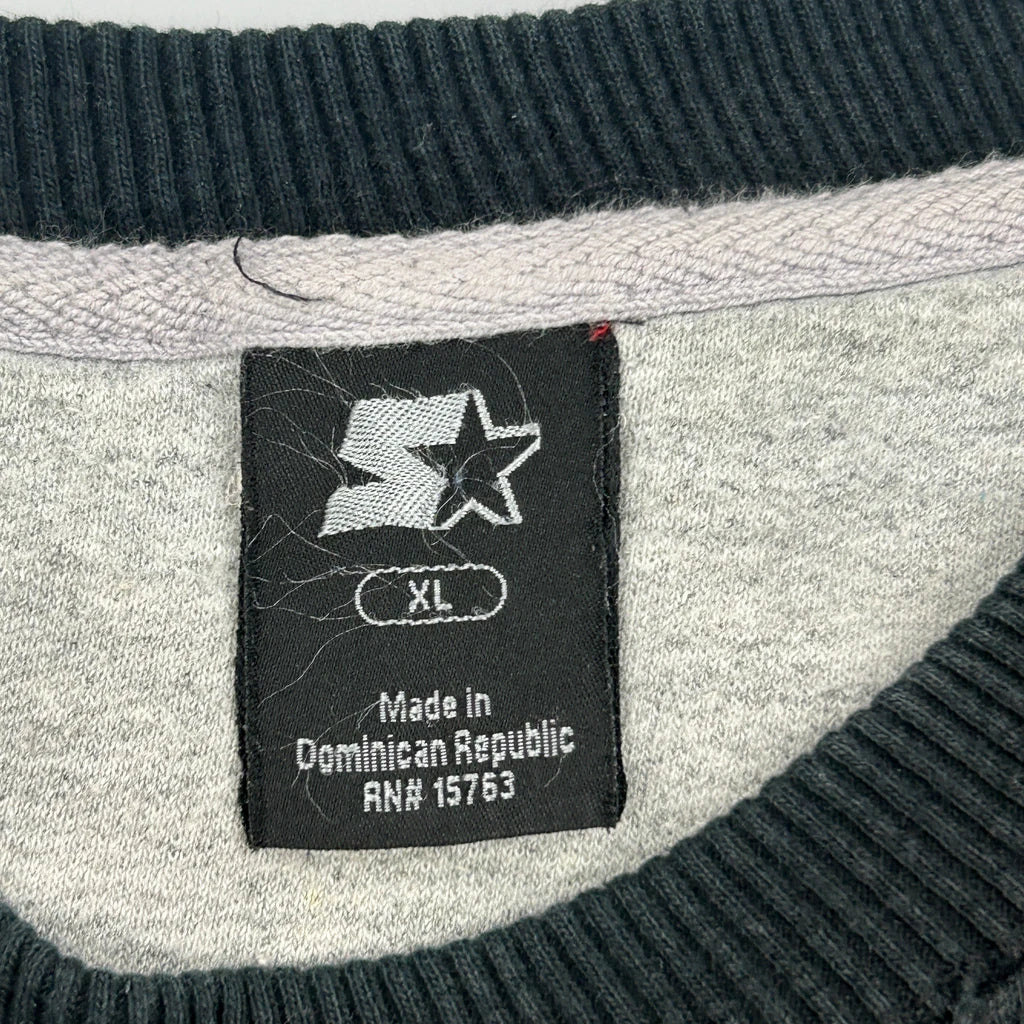 XL
Made in
Dominican Republic
RN# 15763